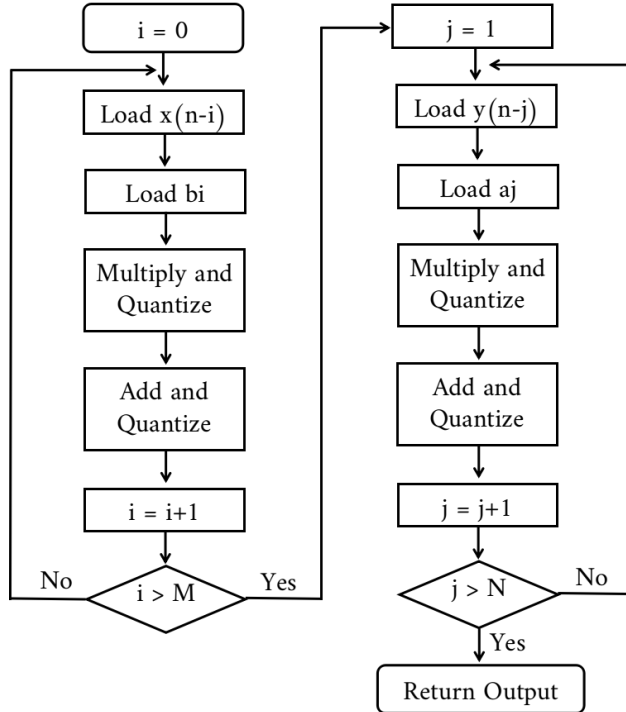 i = 0
Load x(n-i)
Load bi
Multiply and
Quantize
Add and
Quantize
i = i+1
i > M
No
Yes
j = 1
Load y(n-j)
Load aj
Multiply and
Quantize
Add and
Quantize
j = j+1
j > N
No
Yes
Return Output